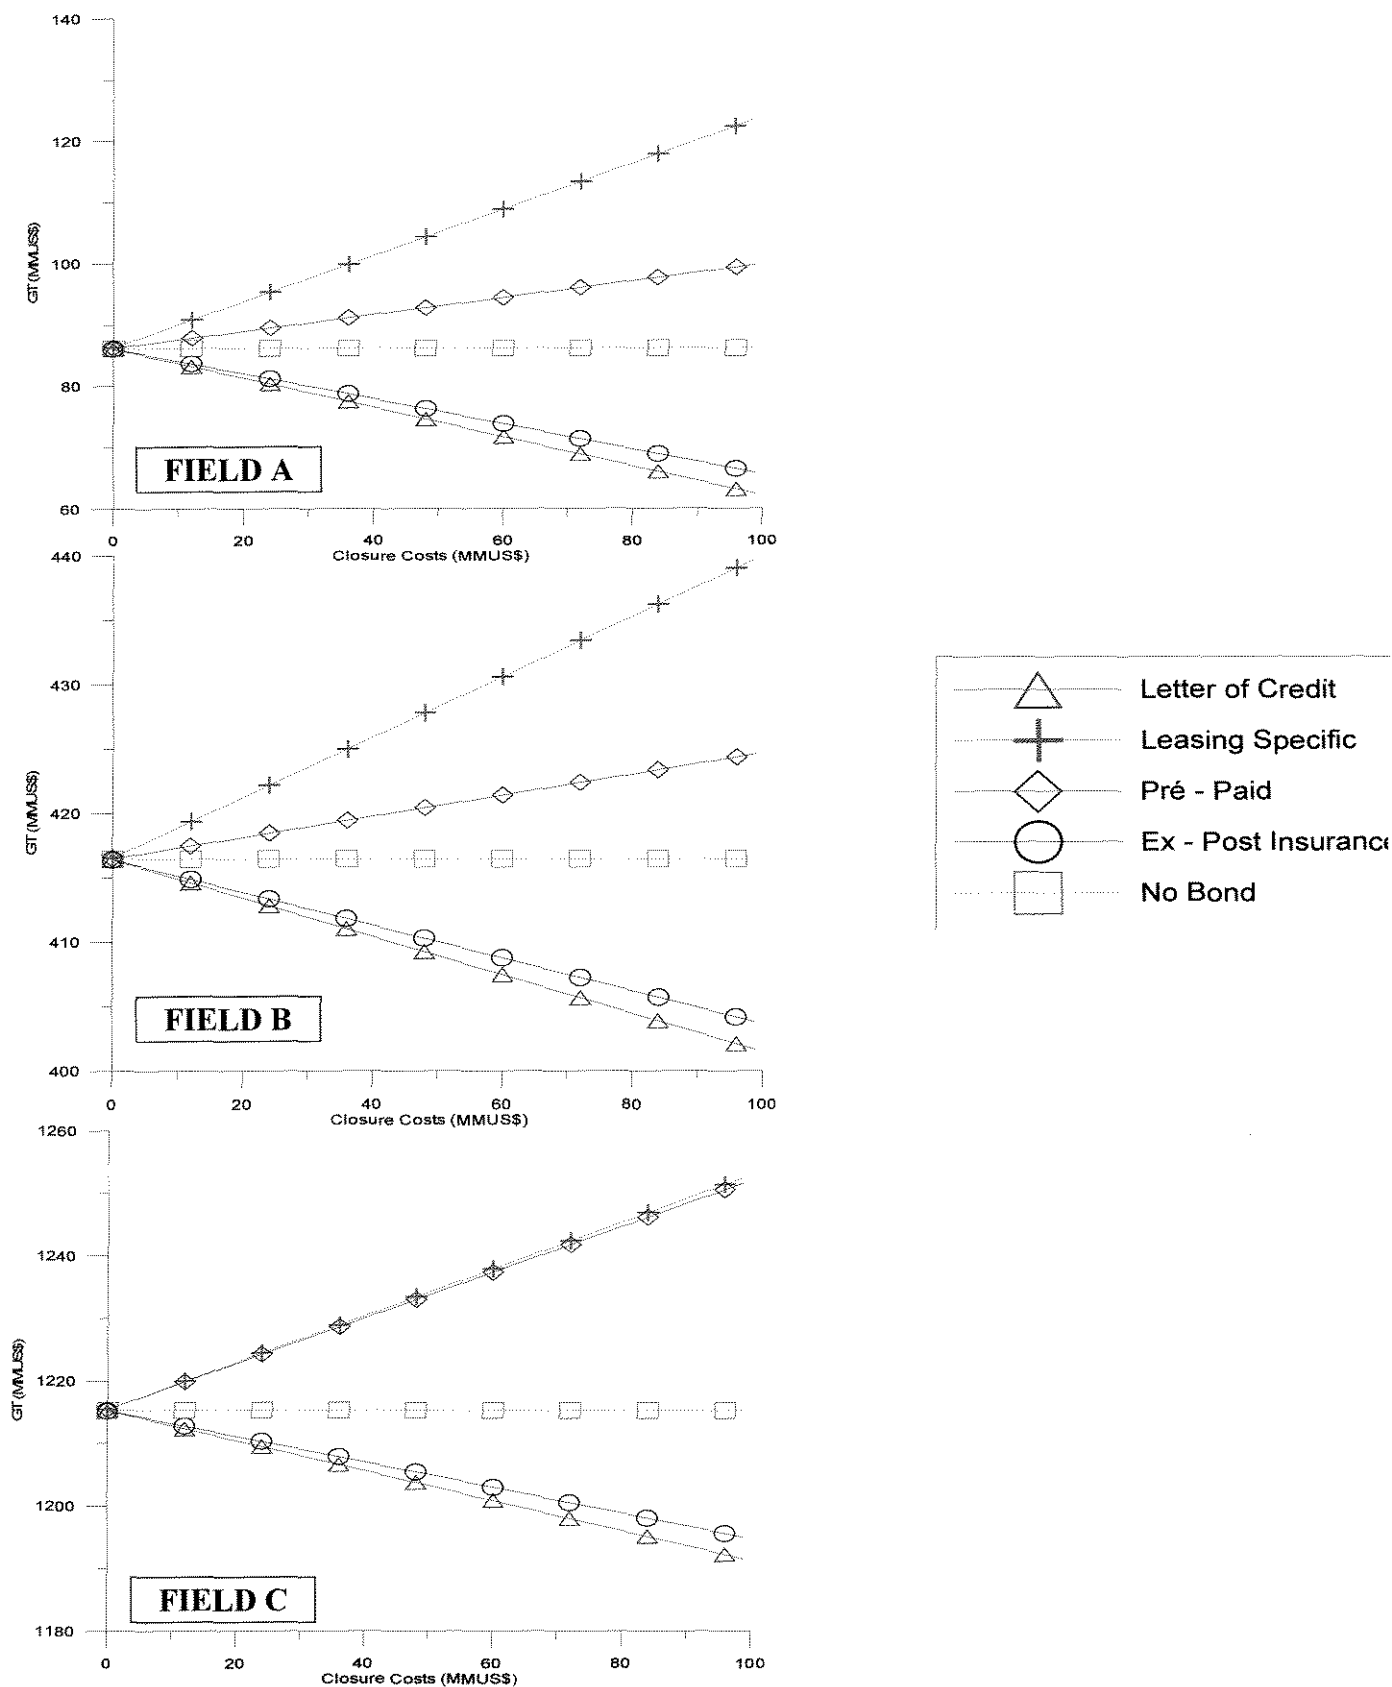 140
120
100
80
60
GT (MMUS$)
FIELD A
0 20 40 60 80 100
Closure Costs (MMUS$)
440
430
420
410
400
GT (MMUS$)
FIELD B
0 20 40 60 80 100
Closure Costs (MMUS$)
Letter of Credit
Leasing Specific
Pré - Paid
Ex - Post Insurance
No Bond
1260
1240
1220
1200
1180
GT (MMUS$)
FIELD C
0 20 40 60 80 100
Closure Costs (MMUS$)